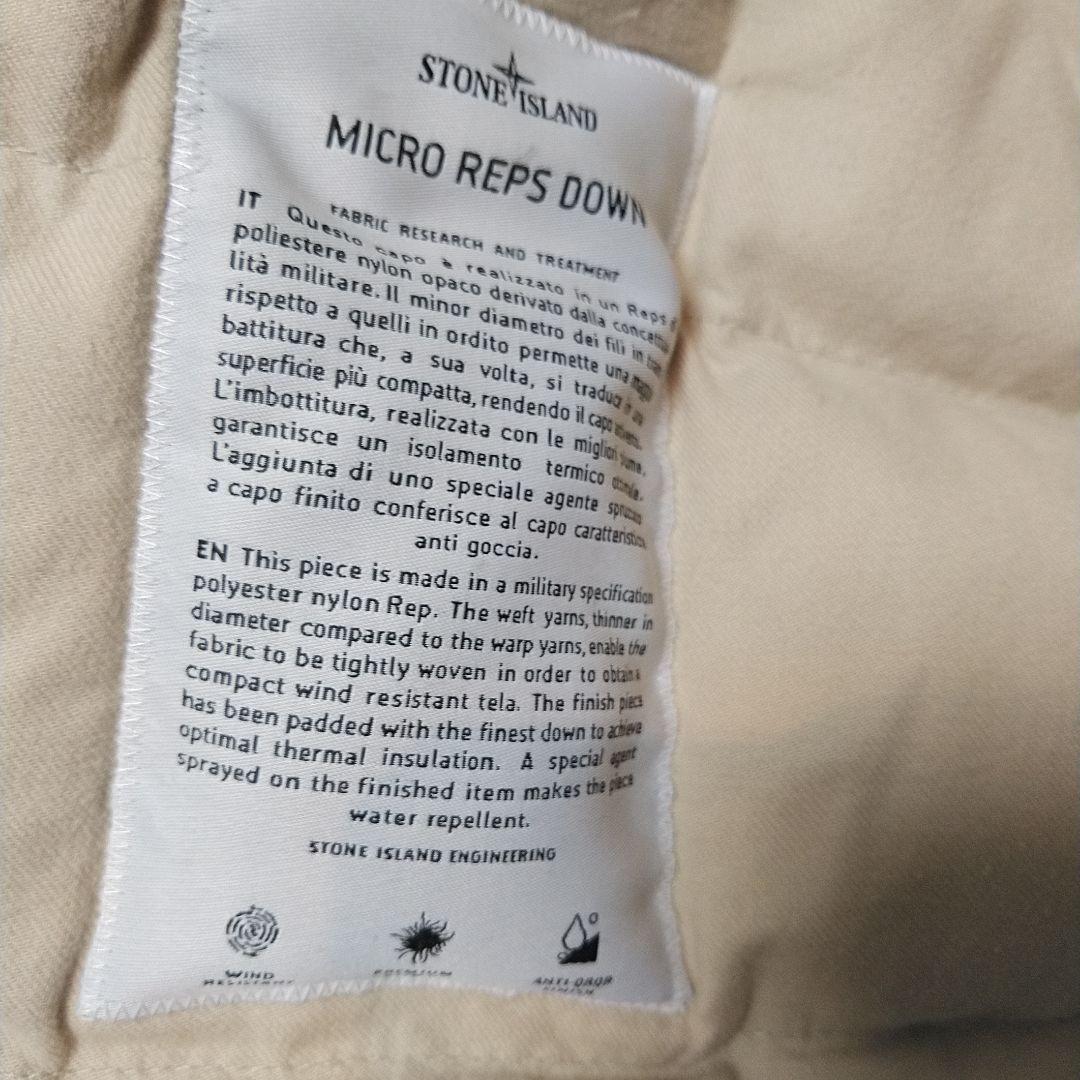 STONE ISLAND
MICRO REPS DOWN
FABRIC RESEARCH AND TREATMENT
IT Questo capo è realizzato in un Reps
poliestere nylon opaco derivato dalla
lità militare. Il minor diametro dei fili in
rispetto a quelli in ordito permette una
battitura che, a sua volta, si traduce in una
superficie più compatta, rendendo il capo
L'imbottitura, realizzata con le migliori piume,
garantisce un isolamento termico
L'aggiunta di uno speciale agente spruzzato
a capo finito conferisce al capo caratteristiche
anti goccia.
EN This piece is made in a military specification
polyester nylon Rep. The weft yarns, thinner in
diameter compared to the warp yarns, enable the
fabric to be tightly woven in order to obtain a
compact wind resistant tela. The finish piece
has been padded with the finest down to achieve
optimal thermal insulation. A special agent
sprayed on the finished item makes the piece
water repellent.
STONE ISLAND ENGINEERING
WIND PREMIUM ANTI-DROP
RESISTANT FINISH